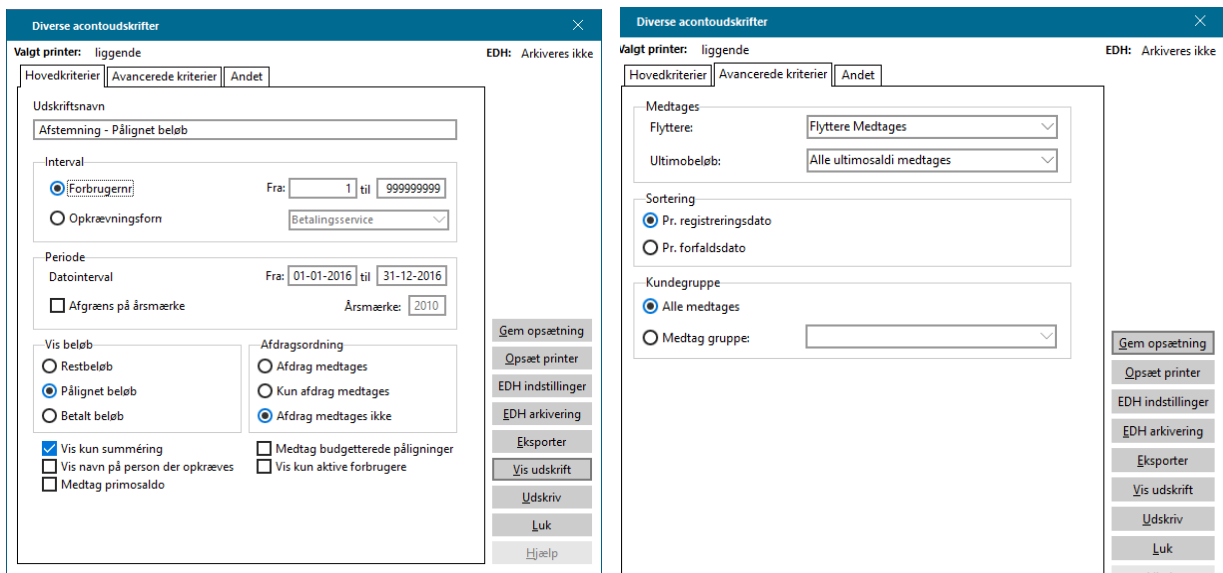 Diverse acontoudskrifter
Valgt printer: liggende
EDH: Arkiveres ikke
Hovedkriterier
Avancerede kriterier
Andet
Udskriftsnavn
Afstemning - Pålignet beløb
Interval
Forbrugernr
Fra: 1 til 999999999
Opkrævningsforn
Betalingsservice
Periode
Datointerval
Fra: 01-01-2016 til 31-12-2016
Afgræns på årsmærke
Årsmærke: 2010
Vis beløb
Restbeløb
Pålignet beløb
Betalt beløb
Afdragsordning
Afdrag medtages
Kun afdrag medtages
Afdrag medtages ikke
Vis kun summéring
Vis navn på person der opkræves
Medtag primosaldo
Medtag budgetterede påligninger
Vis kun aktive forbrugere
Gem opsætning
Opsæt printer
EDH indstillinger
EDH arkivering
Eksporter
Vis udskrift
Udskriv
Luk
Hjælp
Diverse acontoudskrifter
Valgt printer: liggende
EDH: Arkiveres ikke
Hovedkriterier
Avancerede kriterier
Andet
Medtages
Flyttere:
Flyttere Medtages
Ultimobeløb:
Alle ultimosaldi medtages
Sortering
Pr. registreringsdato
Pr. forfaldsdato
Kundegruppe
Alle medtages
Medtag gruppe:
Gem opsætning
Opsæt printer
EDH indstillinger
EDH arkivering
Eksporter
Vis udskrift
Udskriv
Luk